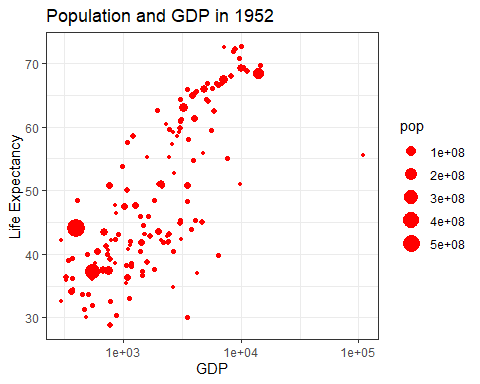 Population and GDP in 1952
Life Expectancy
70
60
50
40
30
1e+03
1e+04
1e+05
GDP
pop
1e+08
2e+08
3e+08
4e+08
5e+08